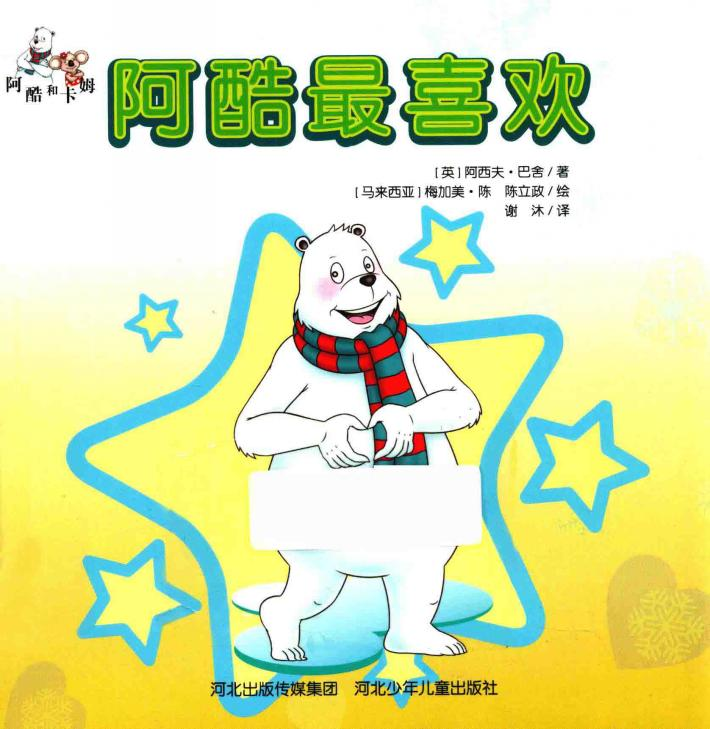 阿酷和卡姆
阿酷最喜欢
[英]阿西夫·巴舍/著
[马来西亚]梅加美·陈 陈立政/绘
谢 沐/译
河北出版传媒集团 河北少年儿童出版社